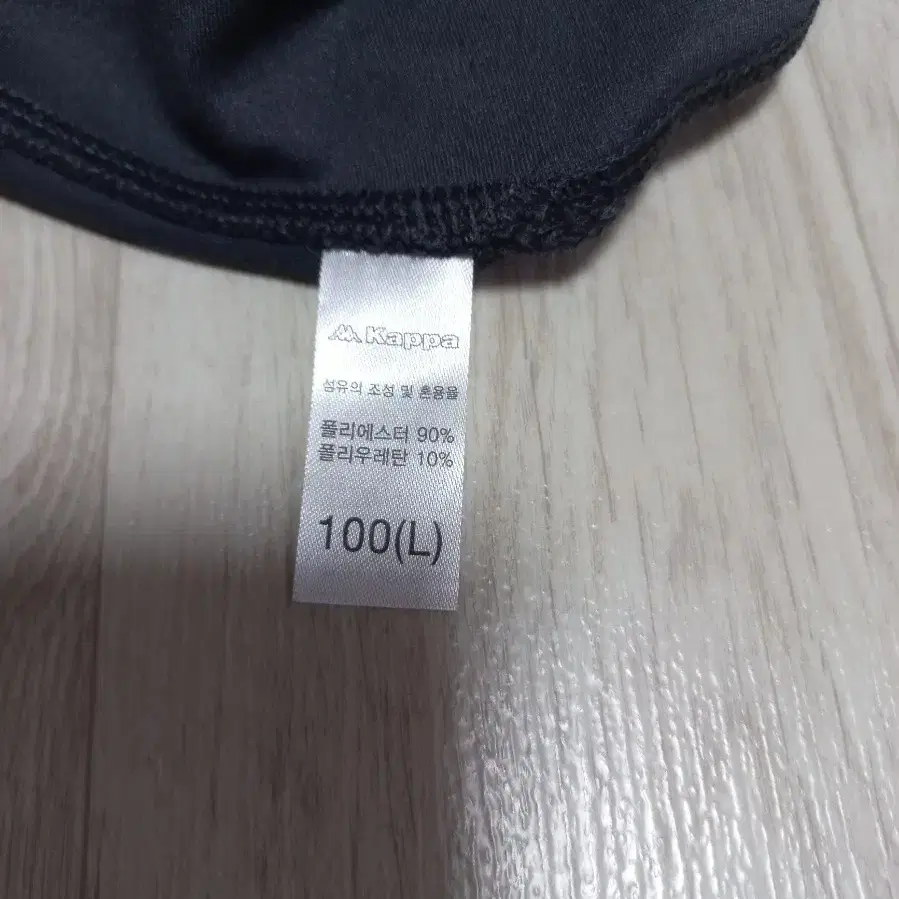 Kappa
섬유의 조성 및 혼용율
폴리에스터 90%
폴리우레탄 10%
100(L)